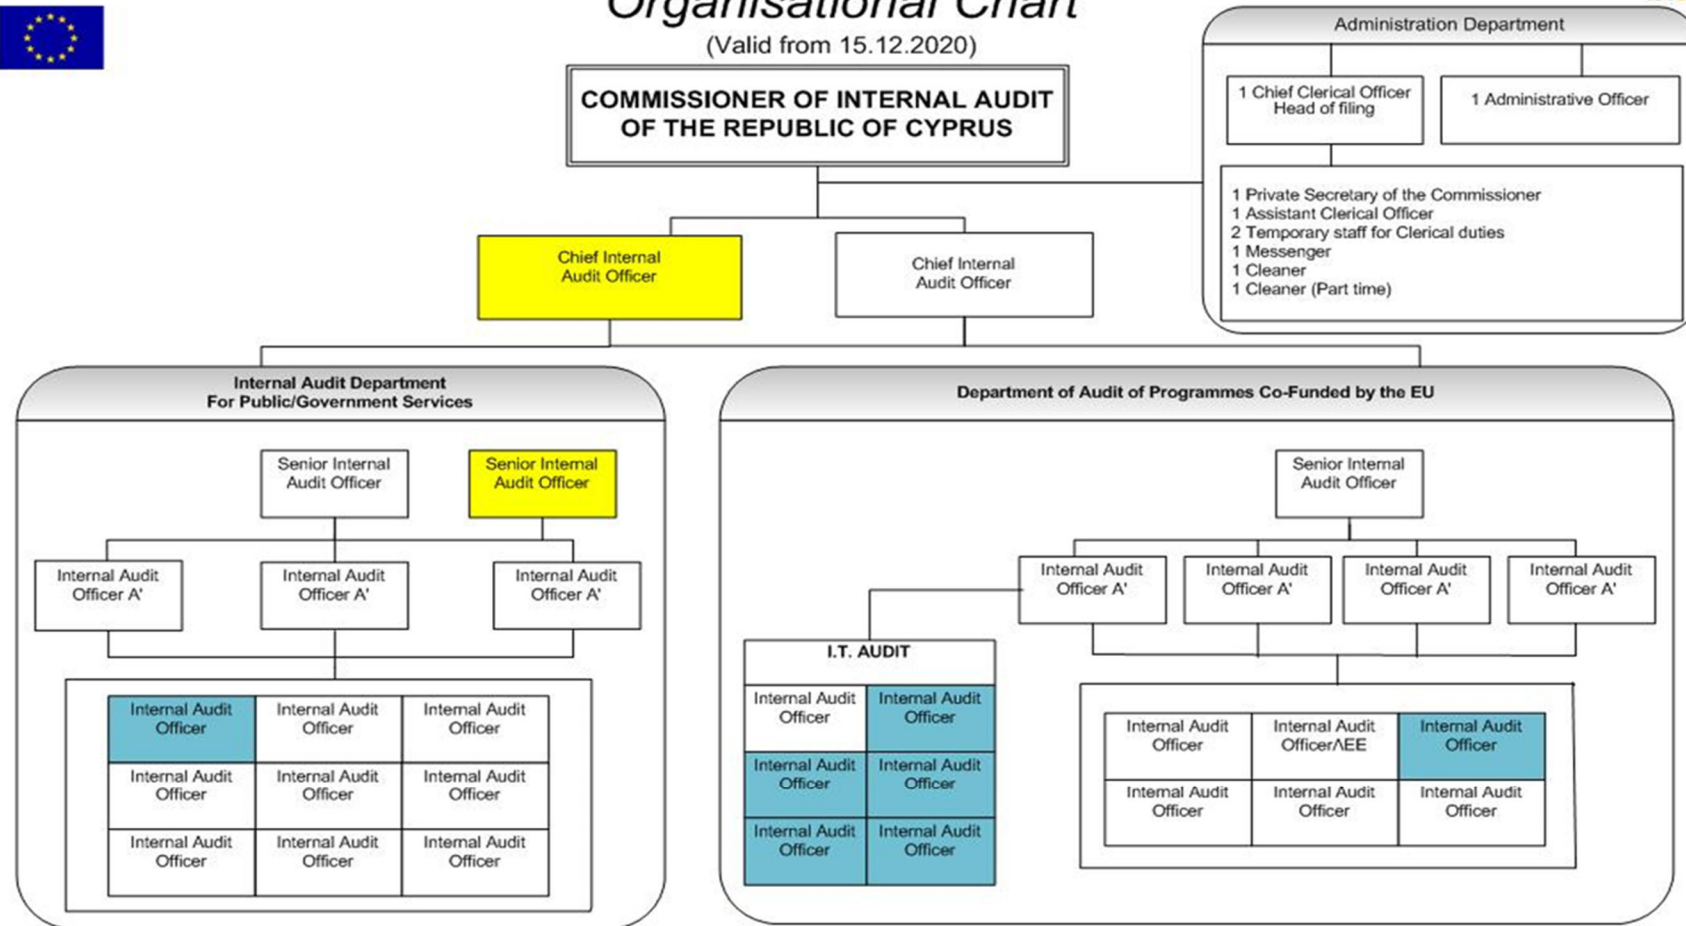 Organisational Chart
(Valid from 15.12.2020)
COMMISSIONER OF INTERNAL AUDIT
OF THE REPUBLIC OF CYPRUS
Administration Department
1 Chief Clerical Officer
Head of filing
1 Administrative Officer
1 Private Secretary of the Commissioner
1 Assistant Clerical Officer
2 Temporary staff for Clerical duties
1 Messenger
1 Cleaner
1 Cleaner (Part time)
Chief Internal
Audit Officer
Chief Internal
Audit Officer
Internal Audit Department
For Public/Government Services
Senior Internal
Audit Officer
Senior Internal
Audit Officer
Internal Audit
Officer A'
Internal Audit
Officer A'
Internal Audit
Officer A'
Internal Audit
Officer
Internal Audit
Officer
Internal Audit
Officer
Internal Audit
Officer
Internal Audit
Officer
Internal Audit
Officer
Internal Audit
Officer
Internal Audit
Officer
Internal Audit
Officer
Department of Audit of Programmes Co-Funded by the EU
Senior Internal
Audit Officer
Internal Audit
Officer A'
Internal Audit
Officer A'
Internal Audit
Officer A'
Internal Audit
Officer A'
I.T. AUDIT
Internal Audit
Officer
Internal Audit
Officer
Internal Audit
Officer
Internal Audit
Officer
Internal Audit
Officer
Internal Audit
Officer
Internal Audit
Officer
Internal Audit
OfficerΛEE
Internal Audit
Officer
Internal Audit
Officer
Internal Audit
Officer
Internal Audit
Officer